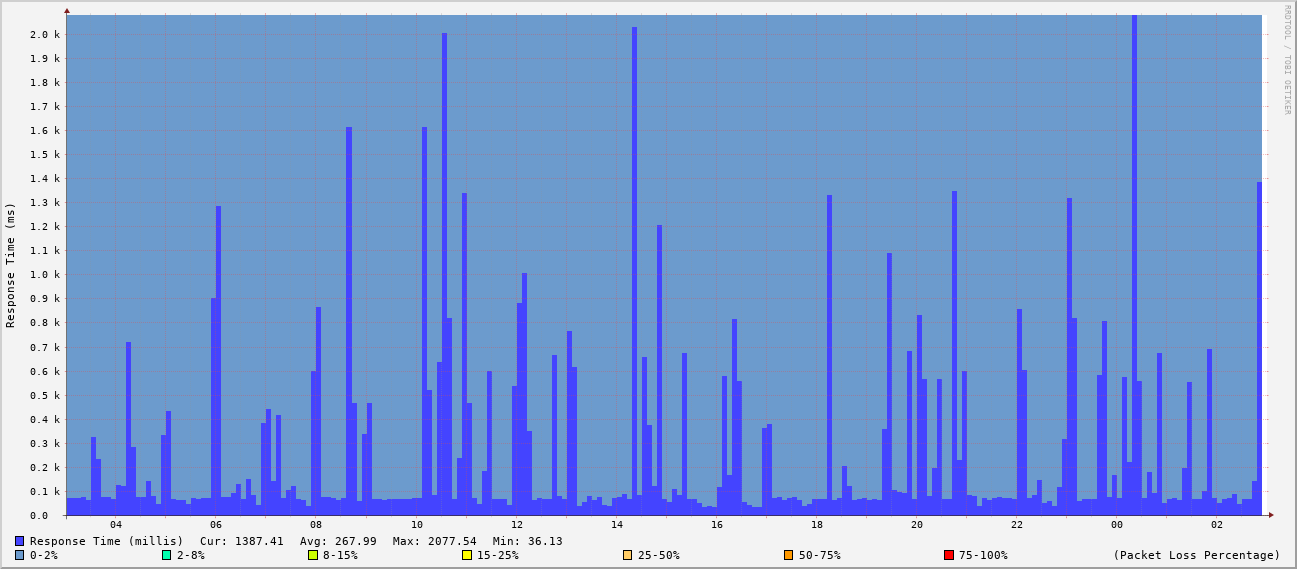 RRDTOOL / TOBI OETIKER
Response Time (ms)
2.0 k
1.9 k
1.8 k
1.7 k
1.6 k
1.5 k
1.4 k
1.3 k
1.2 k
1.1 k
1.0 k
0.9 k
0.8 k
0.7 k
0.6 k
0.5 k
0.4 k
0.3 k
0.2 k
0.1 k
0.0
04 06 08 10 12 14 16 18 20 22 00 02
Response Time (millis) Cur: 1387.41 Avg: 267.99 Max: 2077.54 Min: 36.13
0-2% 2-8% 8-15% 15-25% 25-50% 50-75% 75-100% (Packet Loss Percentage)